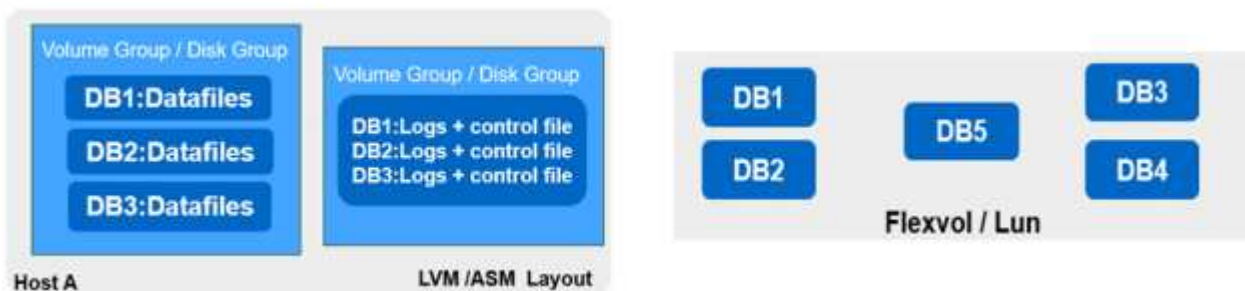 Volume Group / Disk Group
DB1:Datafiles
DB2:Datafiles
DB3:Datafiles
Volume Group / Disk Group
DB1:Logs + control file
DB2:Logs + control file
DB3:Logs + control file
Host A
LVM /ASM Layout
DB1
DB2
DB5
DB3
DB4
Flexvol / Lun